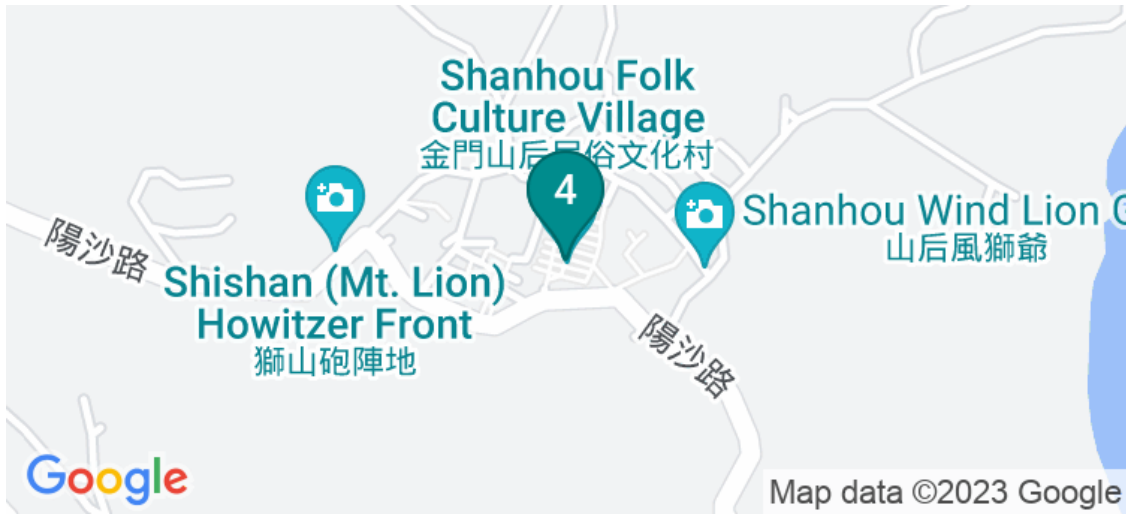 Shanhou Folk
Culture Village
金門山后民俗文化村
4
Shanhou Wind Lion G
山后風獅爺
陽沙路
Shishan (Mt. Lion)
Howitzer Front
獅山砲陣地
陽沙路
Google
Map data ©2023 Google